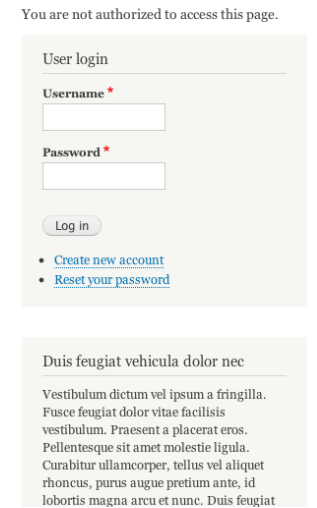 You are not authorized to access this page.
User login
Username *
Password *
Log in
Create new account
Reset your password
Duis feugiat vehicula dolor nec
Vestibulum dictum vel ipsum a fringilla.
Fusce feugiat dolor vitae facilisis
vestibulum. Praesent a placerat eros.
Pellentesque sit amet molestie ligula.
Curabitur ullamcorper, tellus vel aliquet
rhoncus, purus augue pretium ante, id
lobortis magna arcu et nunc. Duis feugiat